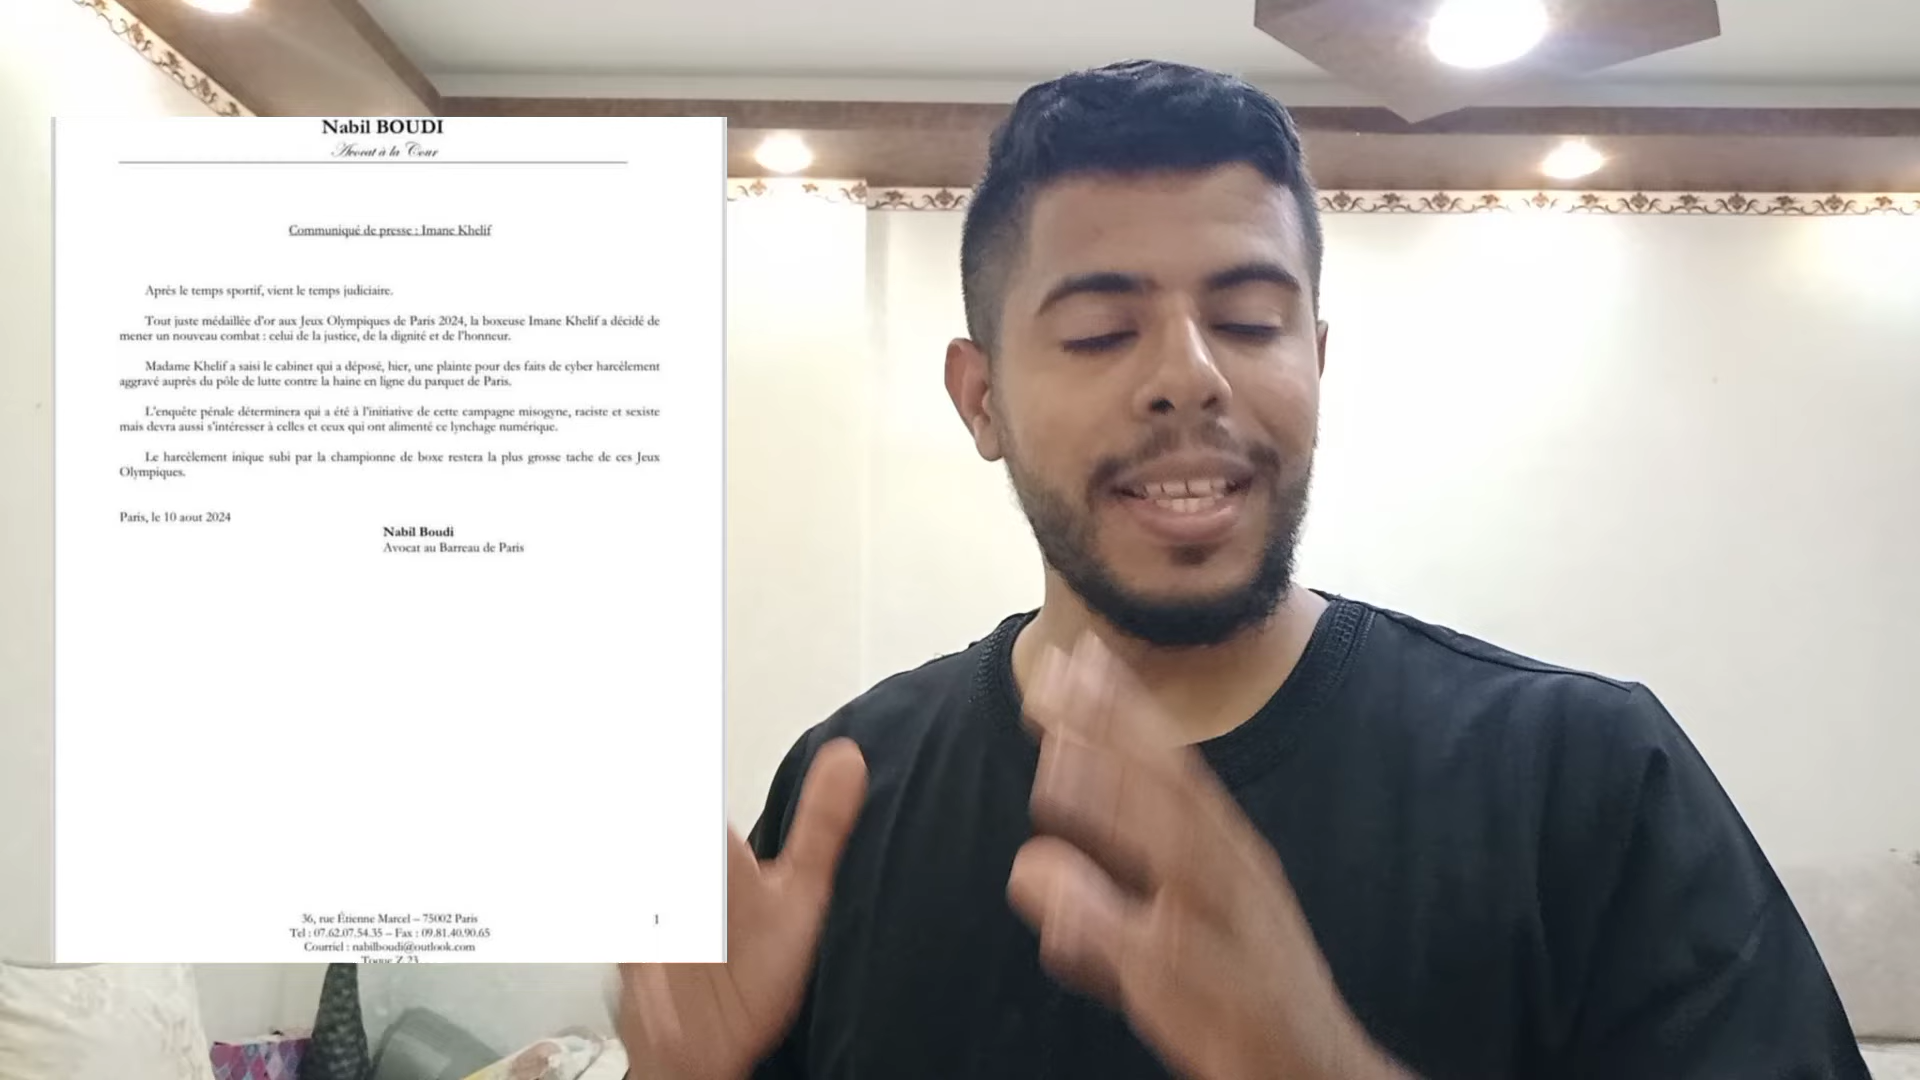 Nabil BOUDI
Avocat à la Cour
Communiqué de presse : Imane Khelif
Après le temps sportif, vient le temps judiciaire.
Tout juste médaillée d'or aux Jeux Olympiques de Paris 2024, la boxeuse Imane Khelif a décidé de
mener un nouveau combat : celui de la justice, de la dignité et de l'honneur.
Madame Khelif a saisi le cabinet qui a déposé, hier, une plainte pour des faits de cyber harcèlement
aggravé auprès du pôle de lutte contre la haine en ligne du parquet de Paris.
L'enquête pénale déterminera qui a été à l'initiative de cette campagne misogyne, raciste et sexiste
mais devra aussi s'intéresser à celles et ceux qui ont alimenté ce lynchage numérique.
Le harcèlement inique subi par la championne de boxe restera la plus grosse tache de ces Jeux
Olympiques.
Paris, le 10 aout 2024
Nabil Boudi
Avocat au Barreau de Paris
36, rue Étienne Marcel – 75002 Paris
1
Tel : 07.62.07.54.35 – Fax : 09.81.40.90.65
Courriel : nabilboudi@outlook.com
Toque Z 23